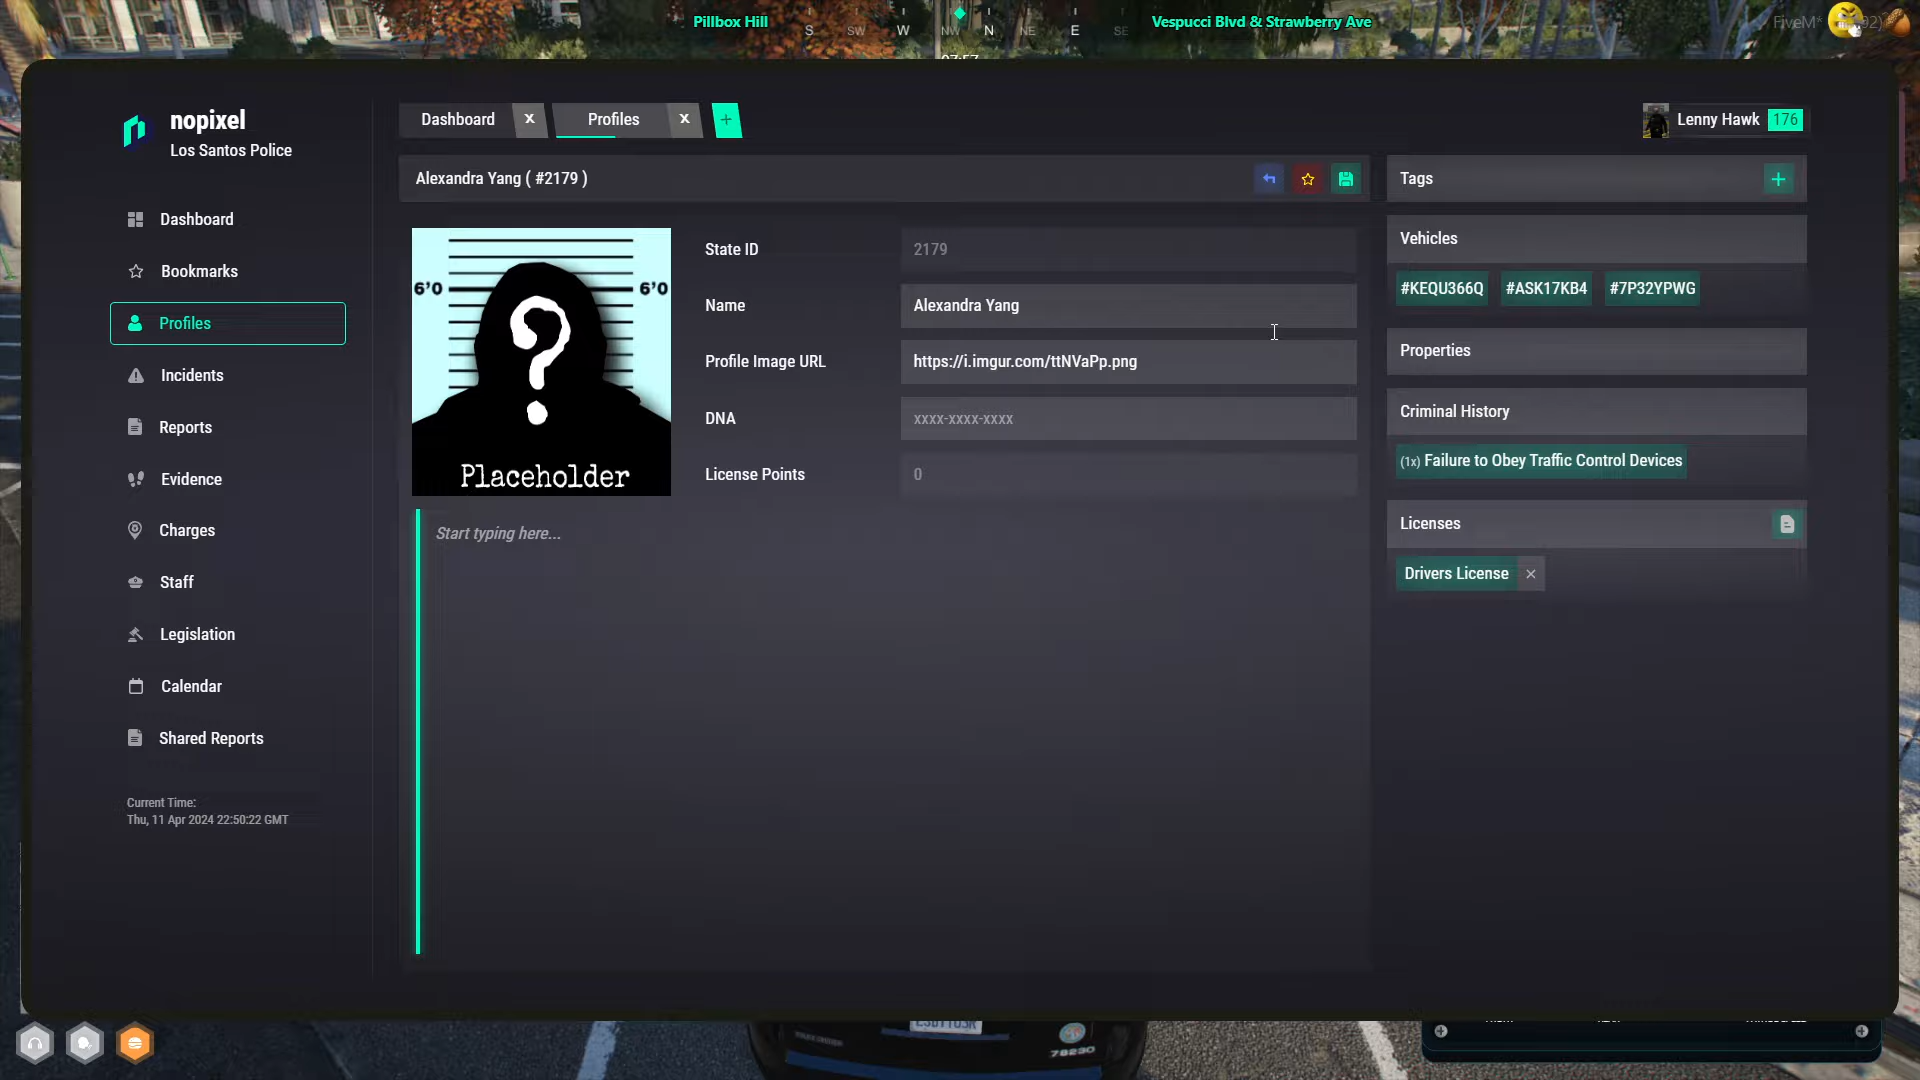 Pillbox Hill
S SW W NW N NE E SE
Vespucci Blvd & Strawberry Ave
FiveM*
nopixel
Los Santos Police
Dashboard x
Profiles x
+
Lenny Hawk 176
Dashboard
Bookmarks
Profiles
Incidents
Reports
Evidence
Charges
Staff
Legislation
Calendar
Shared Reports
Current Time:
Thu, 11 Apr 2024 22:50:22 GMT
Alexandra Yang ( #2179 )
6'0 6'0
Placeholder
State ID 2179
Name Alexandra Yang
Profile Image URL https://i.imgur.com/ttNVaPp.png
DNA xxxx-xxxx-xxxx
License Points 0
Start typing here...
Tags +
Vehicles
#KEQU366Q #ASK17KB4 #7P32YPWG
Properties
Criminal History
(1x) Failure to Obey Traffic Control Devices
Licenses
Drivers License ×
78230